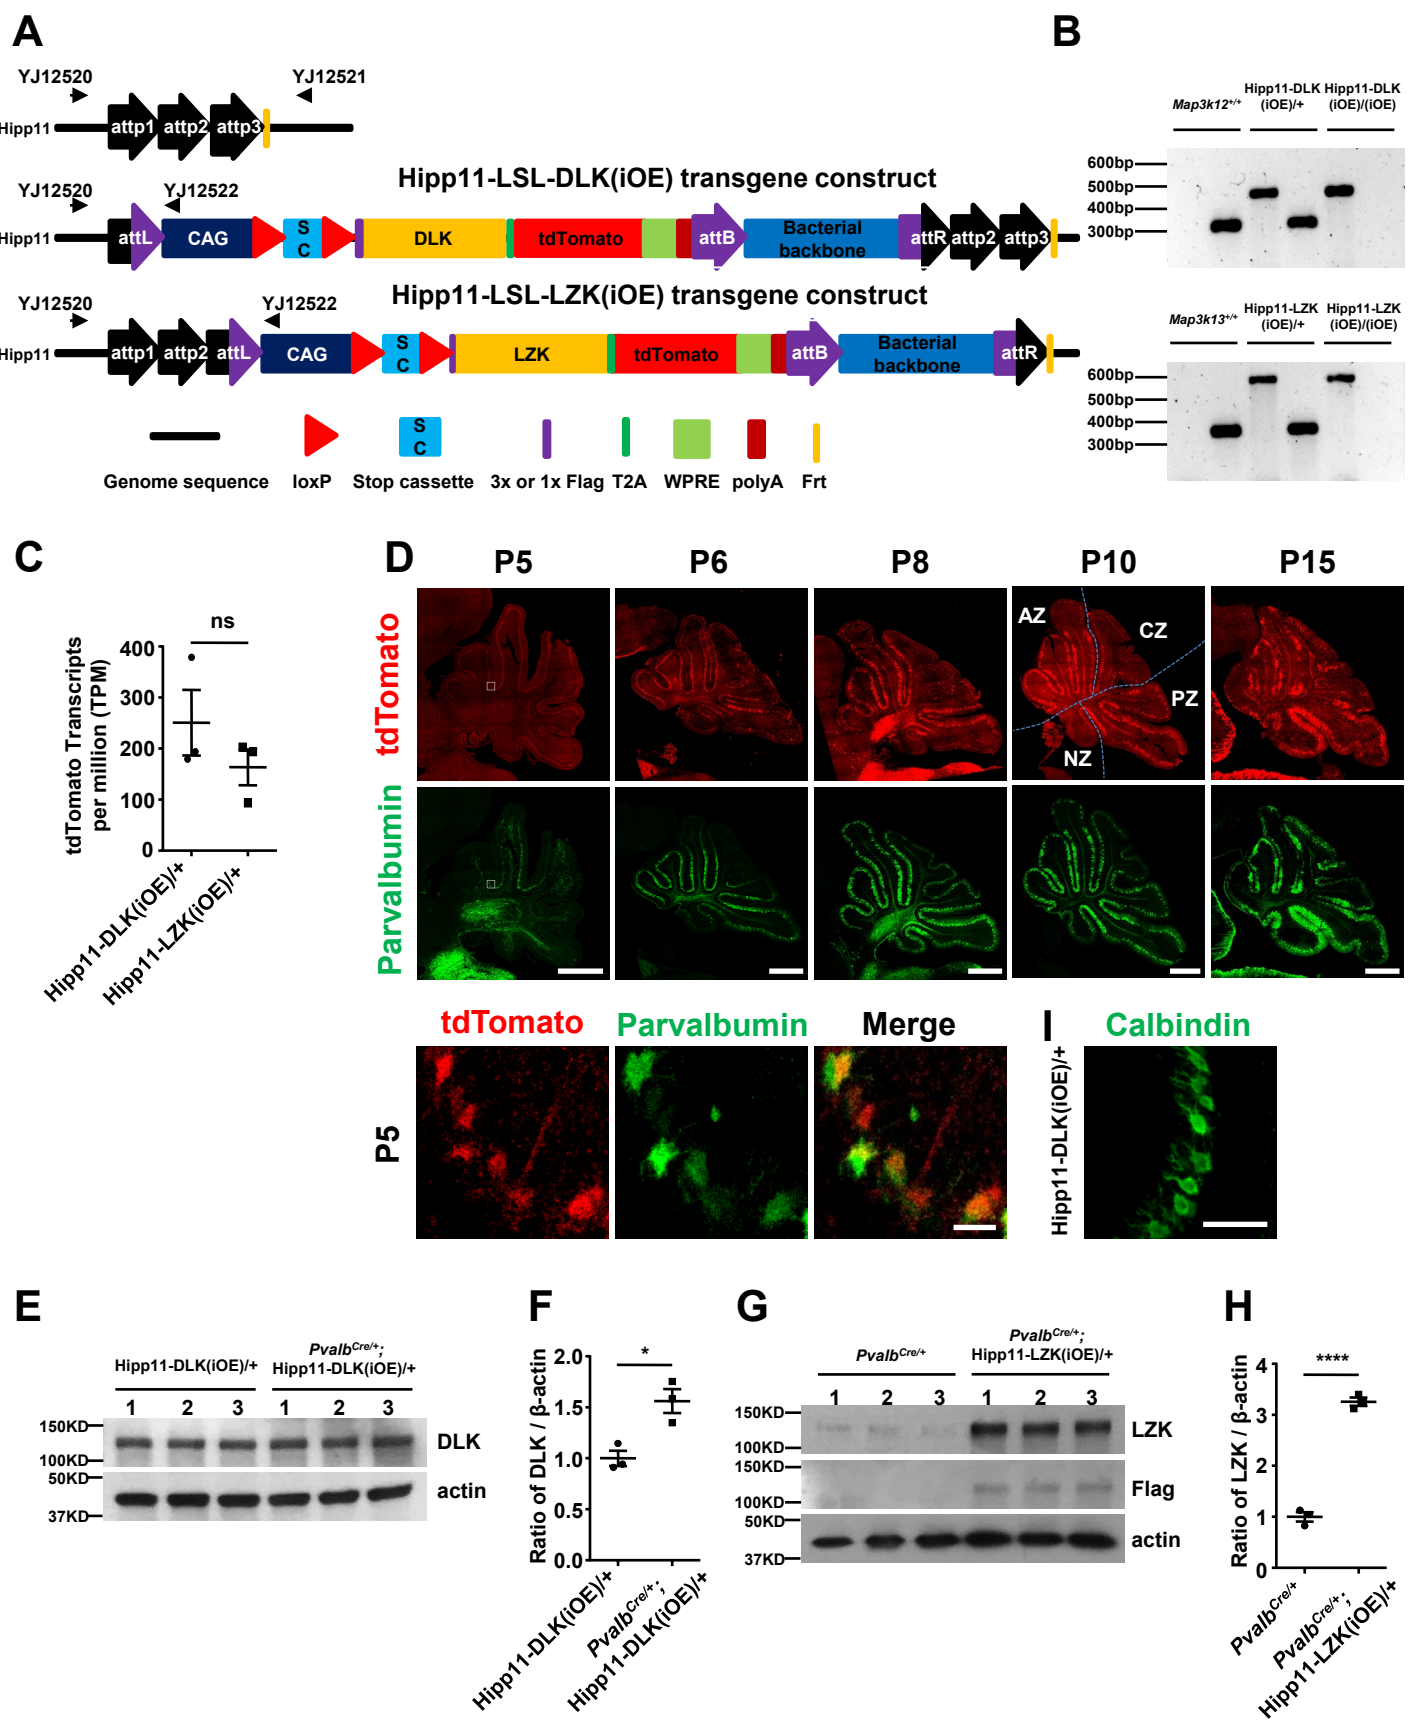 A
YJ12520
YJ12521
Hipp11
attp1
attp2
attp3
Hipp11-LSL-DLK(iOE) transgene construct
YJ12520
YJ12522
Hipp11
attL
CAG
S
C
DLK
tdTomato
attB
Bacterial
backbone
attR
attp2
attp3
Hipp11-LSL-LZK(iOE) transgene construct
YJ12520
YJ12522
Hipp11
attp1
attp2
attL
CAG
S
C
LZK
tdTomato
attB
Bacterial
backbone
attR
S
C
Genome sequence
loxP
Stop cassette
3x or 1x Flag
T2A
WPRE
polyA
Frt
B
Map3k12+/+
Hipp11-DLK
(iOE)/+
Hipp11-DLK
(iOE)/(iOE)
600bp
500bp
400bp
300bp
Map3k13+/+
Hipp11-LZK
(iOE)/+
Hipp11-LZK
(iOE)/(iOE)
600bp
500bp
400bp
300bp
C
tdTomato Transcripts
per million (TPM)
400
300
200
100
0
ns
Hipp11-DLK(iOE)/+
Hipp11-LZK(iOE)/+
D
P5
P6
P8
P10
P15
tdTomato
AZ
CZ
PZ
NZ
Parvalbumin
tdTomato
Parvalbumin
Merge
P5
I
Calbindin
Hipp11-DLK(iOE)/+
E
Hipp11-DLK(iOE)/+
PvalbCre/+;
Hipp11-DLK(iOE)/+
1 2 3 1 2 3
150KD
100KD
DLK
50KD
37KD
actin
F
Ratio of DLK / β-actin
2.0
1.5
1.0
0.5
0.0
*
Hipp11-DLK(iOE)/+
PvalbCre/+;
Hipp11-DLK(iOE)/+
G
PvalbCre/+
PvalbCre/+;
Hipp11-LZK(iOE)/+
1 2 3 1 2 3
150KD
100KD
LZK
150KD
100KD
Flag
50KD
37KD
actin
H
Ratio of LZK / β-actin
4
3
2
1
0
****
PvalbCre/+
PvalbCre/+;
Hipp11-LZK(iOE)/+